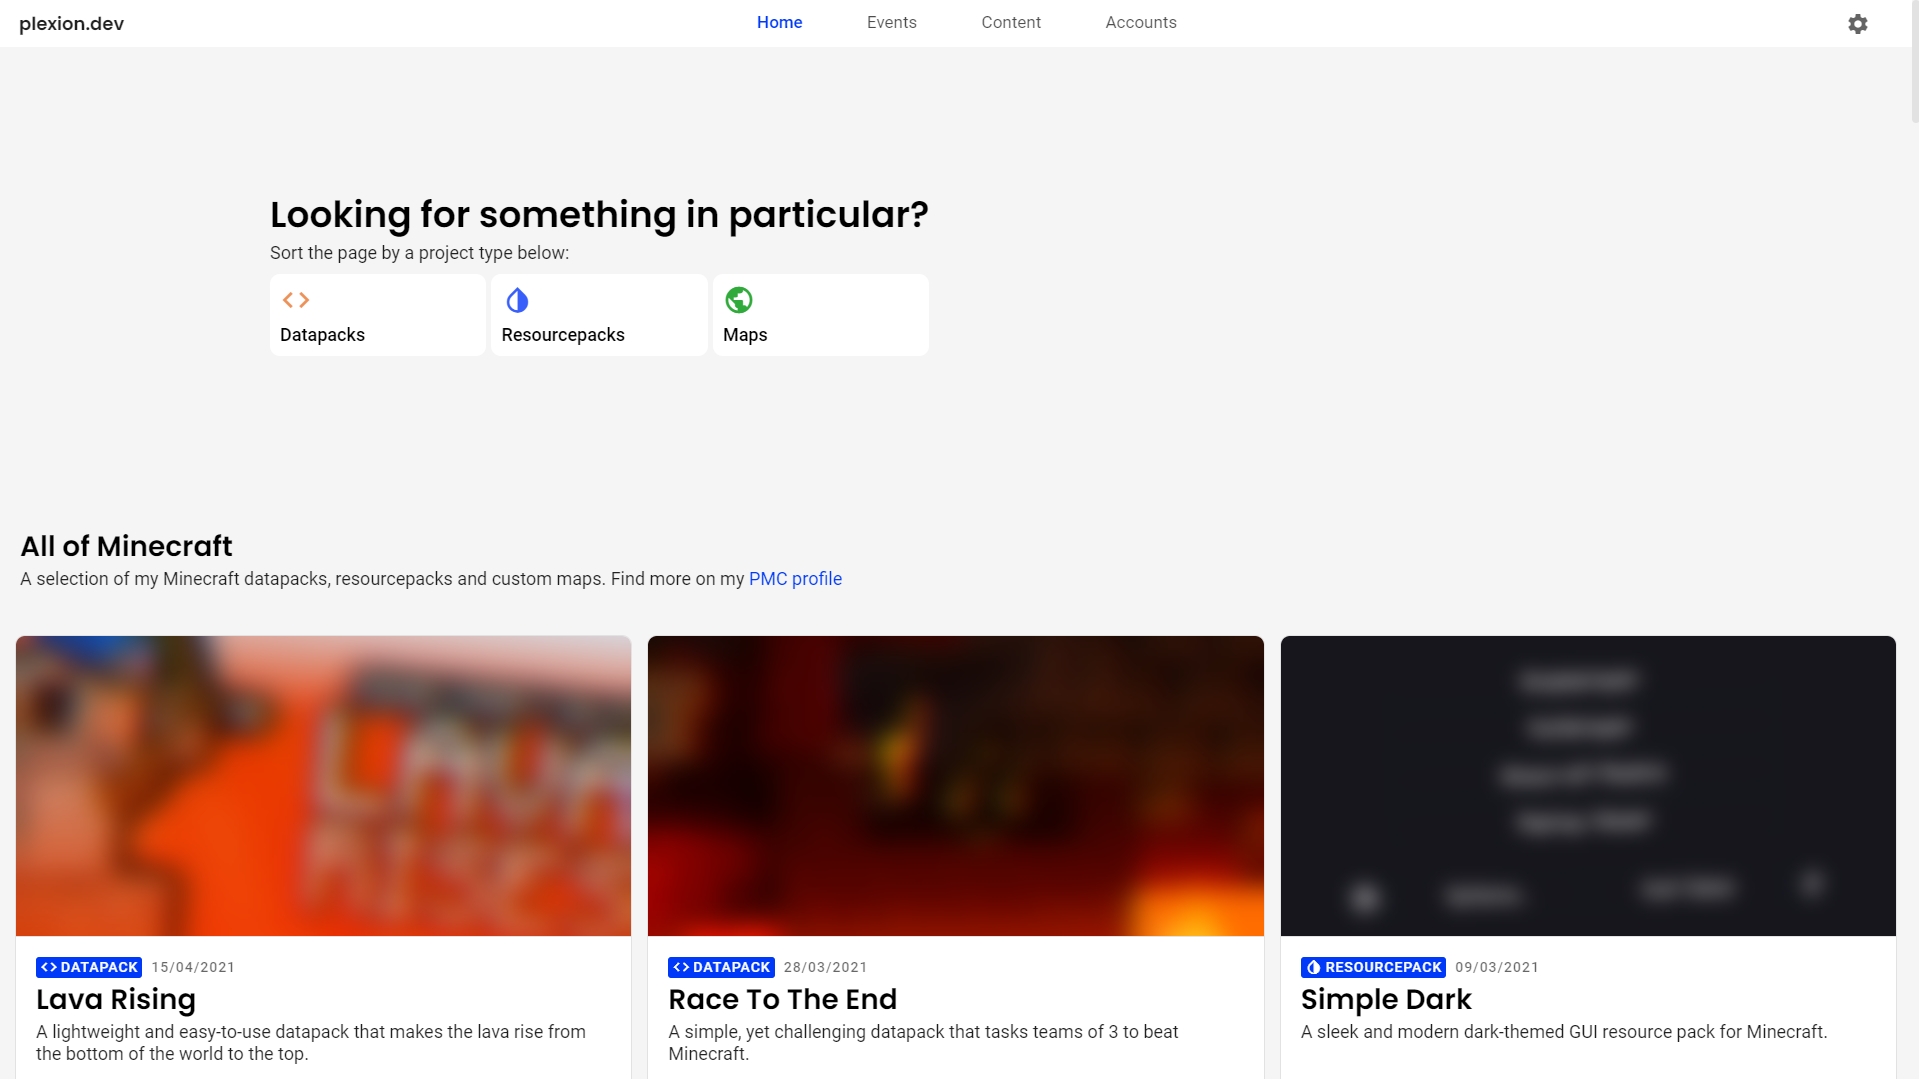 plexion.dev
Home
Events
Content
Accounts
Looking for something in particular?
Sort the page by a project type below:
Datapacks
Resourcepacks
Maps
All of Minecraft
A selection of my Minecraft datapacks, resourcepacks and custom maps. Find more on my PMC profile
LAVA
RISES
DATAPACK 15/04/2021
Lava Rising
A lightweight and easy-to-use datapack that makes the lava rise from
the bottom of the world to the top.
DATAPACK 28/03/2021
Race To The End
A simple, yet challenging datapack that tasks teams of 3 to beat
Minecraft.
RESOURCEPACK 09/03/2021
Simple Dark
A sleek and modern dark-themed GUI resource pack for Minecraft.